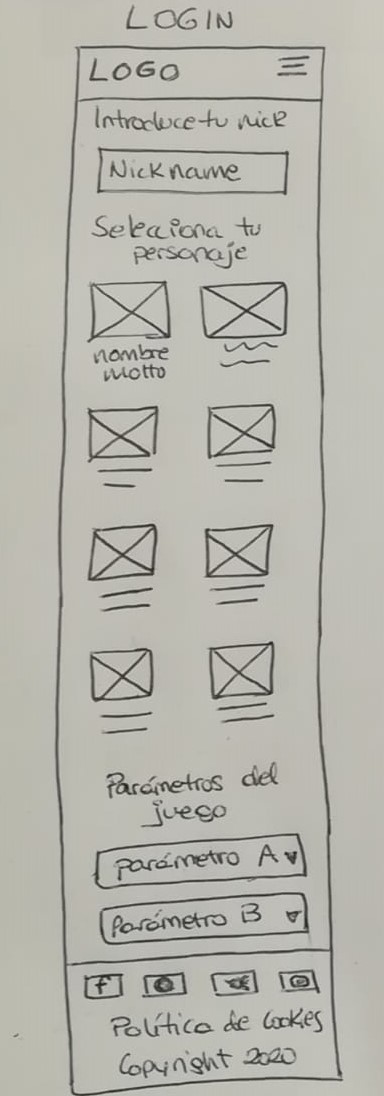 LOGIN
LOGO
Introduce tu nick
Nickname
Selecciona tu
personaje
nombre
motto
Parámetros del
juego
parámetro A
Parámetro B
f
Política de Cookies
Copyright 2020